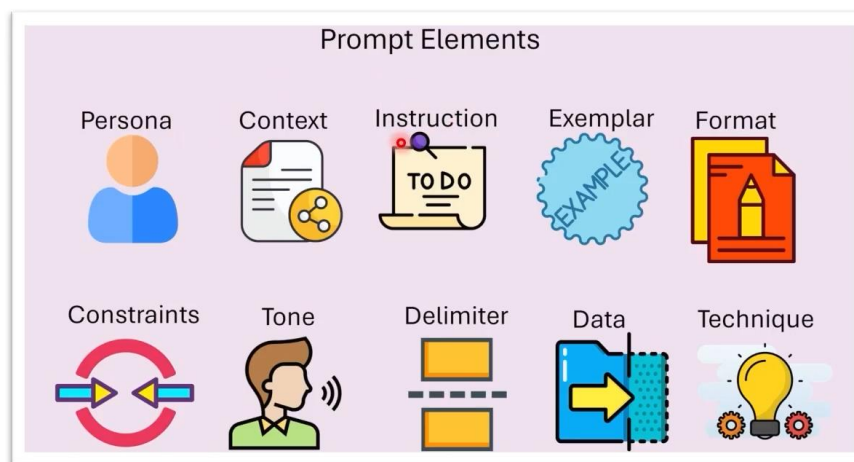 Prompt Elements
Persona
Context
Instruction
Exemplar
Format
TO DO
EXAMPLE
Constraints
Tone
Delimiter
Data
Technique